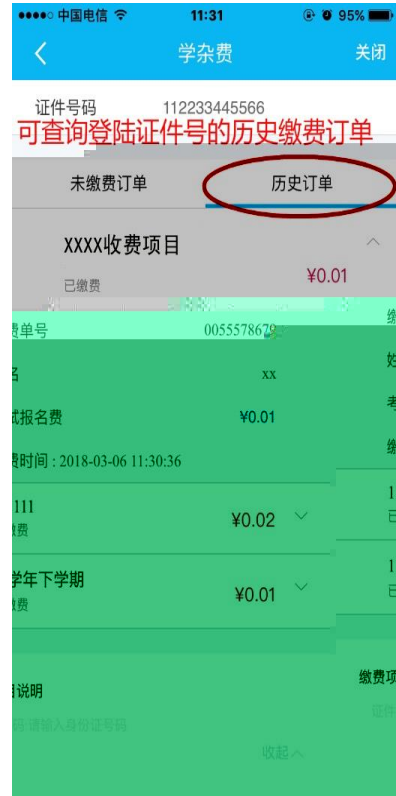 中国电信 11:31 95%
学杂费 关闭
证件号码 112233445566
可查询登陆证件号的历史缴费订单
未缴费订单 历史订单
XXXX收费项目
已缴费 ¥0.01
费单号 0055578679
名 xx
试报名费 ¥0.01
费时间 : 2018-03-06 11:30:36
111
缴费 ¥0.02
学年下学期
缴费 ¥0.01
说明 缴费项
码:请输入身份证号码 证件
收起